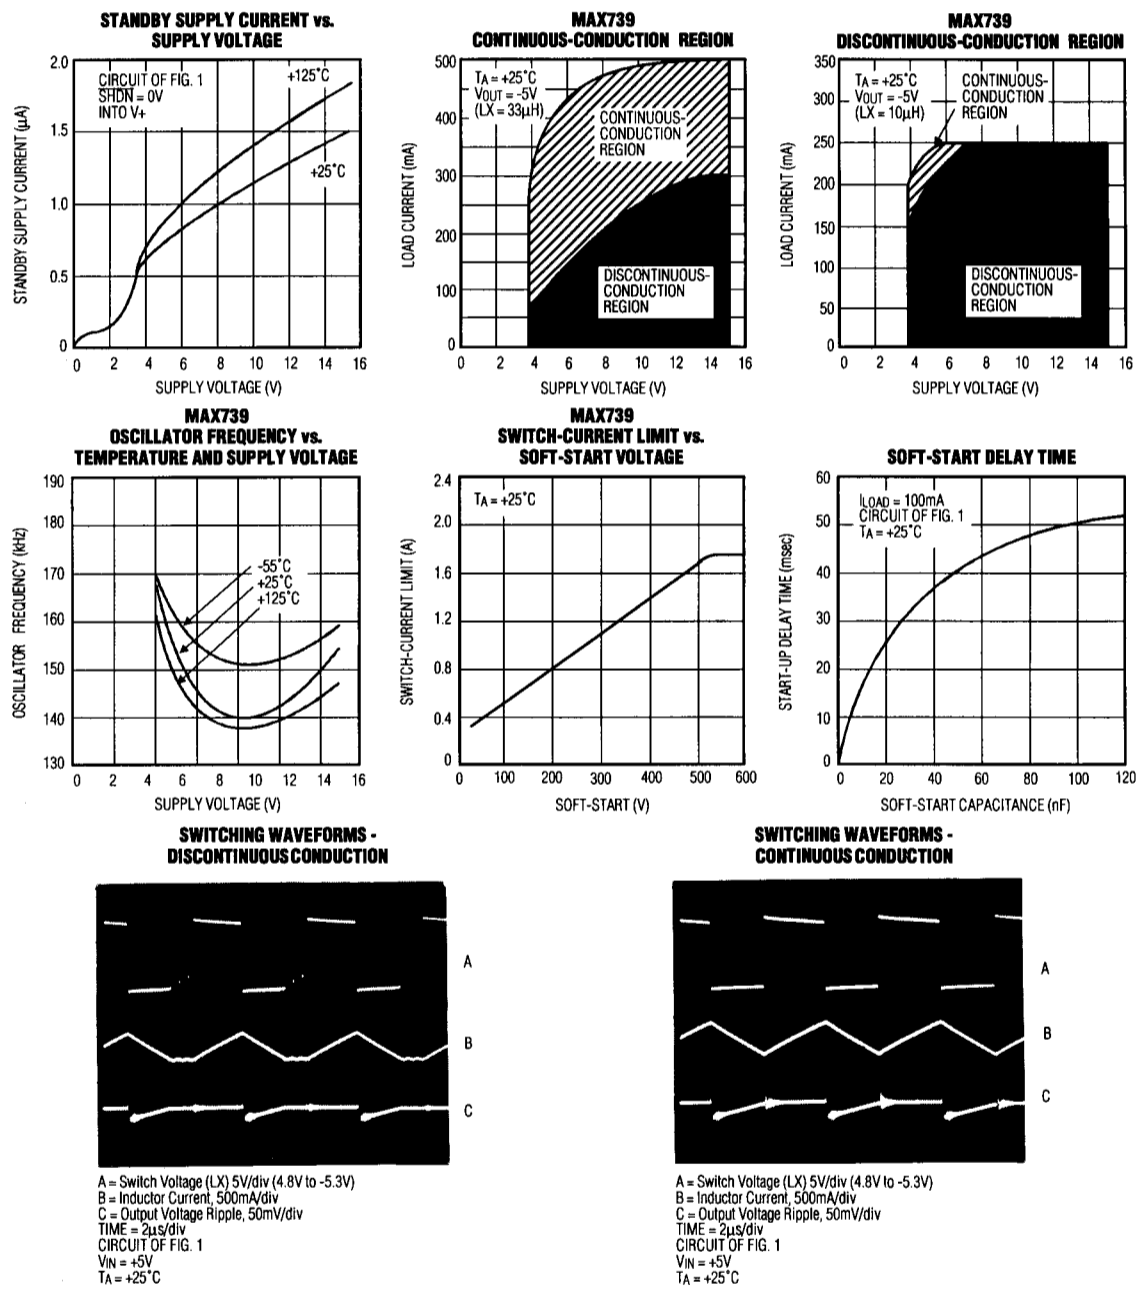 STANDBY SUPPLY CURRENT vs.
SUPPLY VOLTAGE
2.0
1.5
1.0
0.5
0
STANDBY SUPPLY CURRENT (µA)
CIRCUIT OF FIG. 1
SHDN = 0V
INTO V+
+125°C
+25°C
0 2 4 6 8 10 12 14 16
SUPPLY VOLTAGE (V)
MAX739
CONTINUOUS-CONDUCTION REGION
500
400
300
200
100
0
LOAD CURRENT (mA)
TA = +25°C
VOUT = -5V
(LX = 33µH)
CONTINUOUS-
CONDUCTION
REGION
DISCONTINUOUS-
CONDUCTION
REGION
0 2 4 6 8 10 12 14 16
SUPPLY VOLTAGE (V)
MAX739
DISCONTINUOUS-CONDUCTION REGION
350
300
250
200
150
100
50
0
LOAD CURRENT (mA)
TA = +25°C
VOUT = -5V
(LX = 10µH)
CONTINUOUS-
CONDUCTION
REGION
DISCONTINUOUS-
CONDUCTION
REGION
0 2 4 6 8 10 12 14 16
SUPPLY VOLTAGE (V)
MAX739
OSCILLATOR FREQUENCY vs.
TEMPERATURE AND SUPPLY VOLTAGE
190
180
170
160
150
140
130
OSCILLATOR FREQUENCY (kHz)
-55°C
+25°C
+125°C
0 2 4 6 8 10 12 14 16
SUPPLY VOLTAGE (V)
MAX739
SWITCH-CURRENT LIMIT vs.
SOFT-START VOLTAGE
2.4
2.0
1.6
1.2
0.8
0.4
0
SWITCH-CURRENT LIMIT (A)
TA = +25°C
0 100 200 300 400 500 600
SOFT-START (V)
SOFT-START DELAY TIME
60
50
40
30
20
10
0
START-UP DELAY TIME (msec)
ILOAD = 100mA
CIRCUIT OF FIG. 1
TA = +25°C
0 20 40 60 80 100 120
SOFT-START CAPACITANCE (nF)
SWITCHING WAVEFORMS -
DISCONTINUOUS CONDUCTION
A
B
C
A = Switch Voltage (LX) 5V/div (4.8V to -5.3V)
B = Inductor Current, 500mA/div
C = Output Voltage Ripple, 50mV/div
TIME = 2µs/div
CIRCUIT OF FIG. 1
VIN = +5V
TA = +25°C
SWITCHING WAVEFORMS -
CONTINUOUS CONDUCTION
A
B
C
A = Switch Voltage (LX) 5V/div (4.8V to -5.3V)
B = Inductor Current, 500mA/div
C = Output Voltage Ripple, 50mV/div
TIME = 2µs/div
CIRCUIT OF FIG. 1
VIN = +5V
TA = +25°C